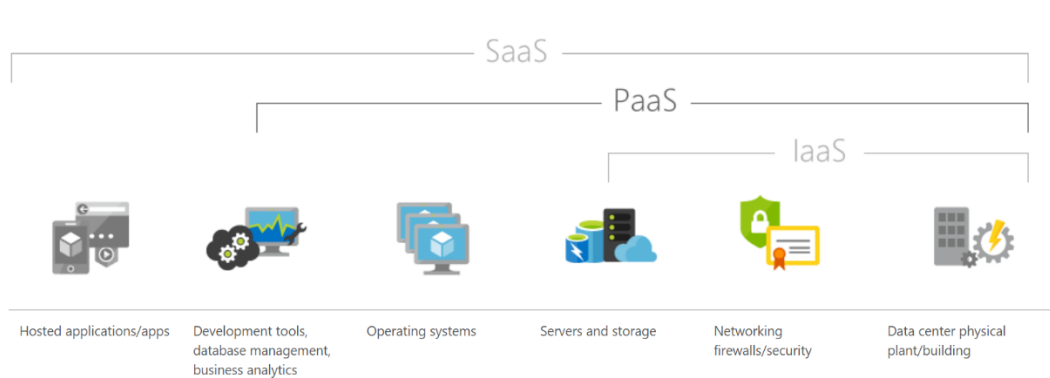 SaaS
PaaS
IaaS
Hosted applications/apps
Development tools,
database management,
business analytics
Operating systems
Servers and storage
Networking
firewalls/security
Data center physical
plant/building